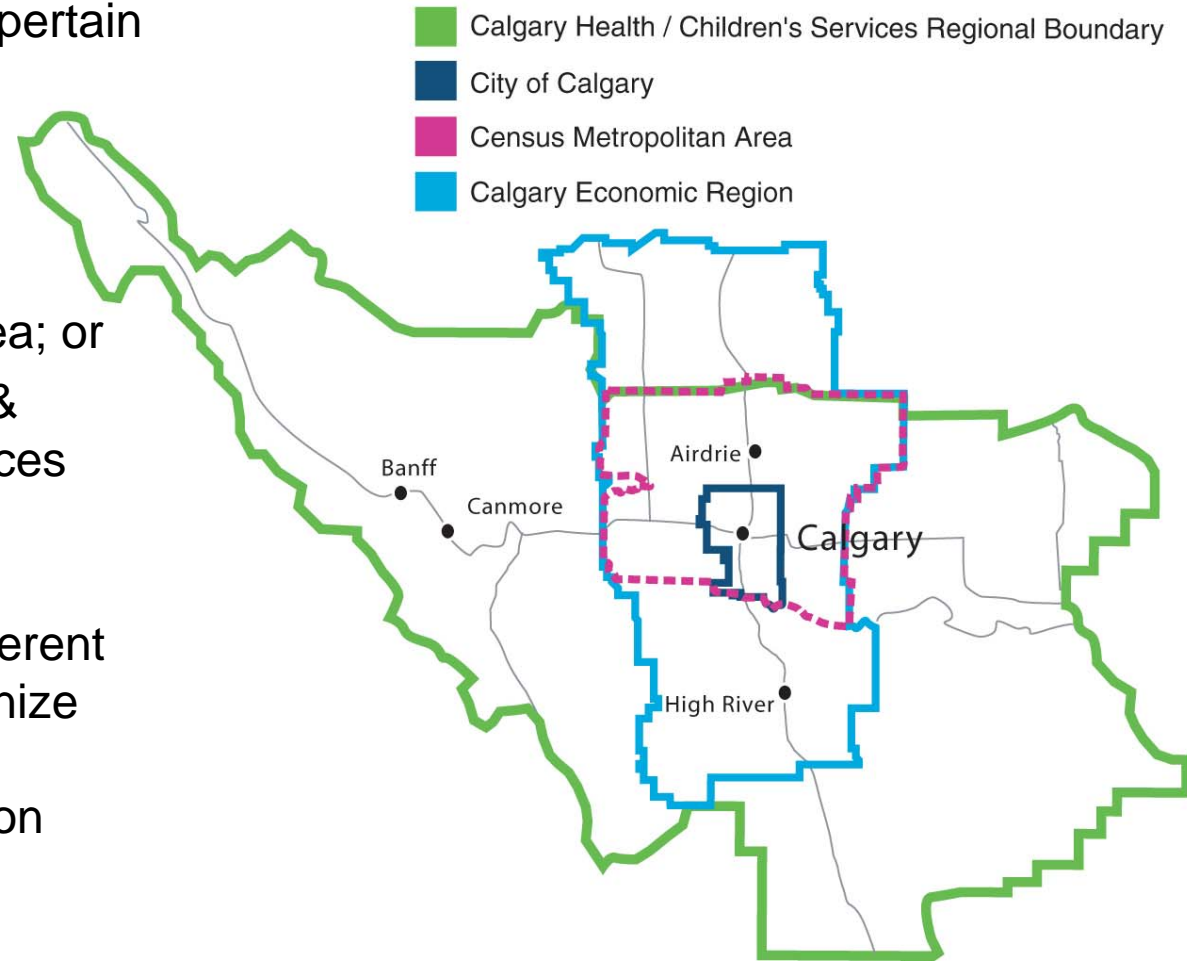 pertain
ea; or
&
ces
erent
nize
on
Calgary Health / Children's Services Regional Boundary
City of Calgary
Census Metropolitan Area
Calgary Economic Region
Airdrie
Banff
Canmore
Calgary
High River